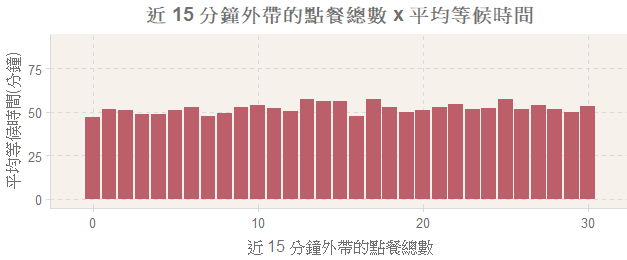 近 15 分鐘外帶的點餐總數 x 平均等候時間
平均等候時間(分鐘)
75
50
25
0
0 10 20 30
近 15 分鐘外帶的點餐總數